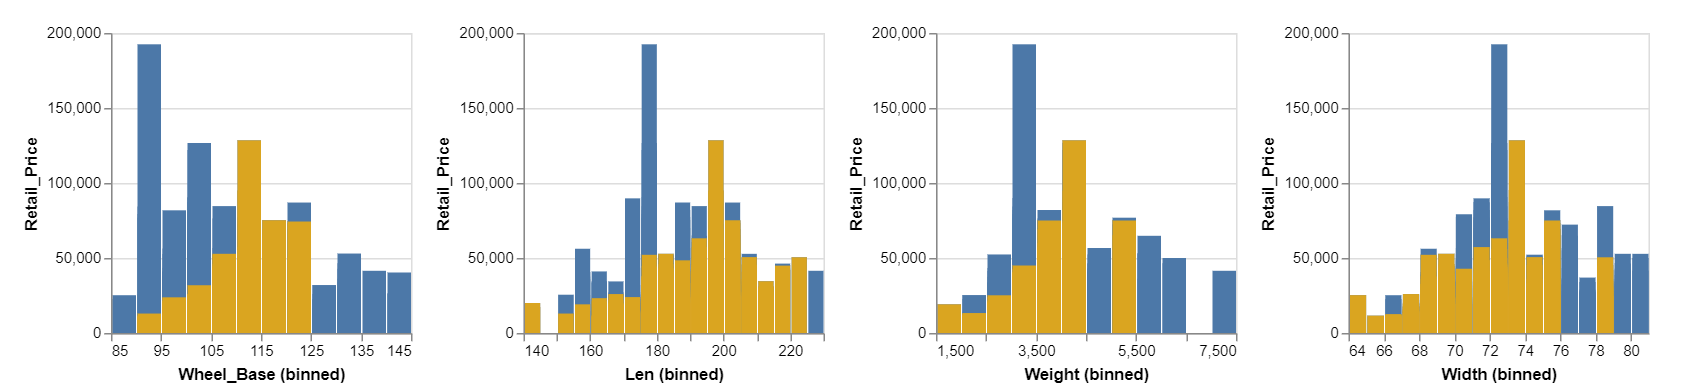 200,000
150,000
100,000
50,000
0
Retail_Price
85 95 105 115 125 135 145
Wheel_Base (binned)
200,000
150,000
100,000
50,000
0
Retail_Price
140 160 180 200 220
Len (binned)
200,000
150,000
100,000
50,000
0
Retail_Price
1,500 3,500 5,500 7,500
Weight (binned)
200,000
150,000
100,000
50,000
0
Retail_Price
64 66 68 70 72 74 76 78 80
Width (binned)